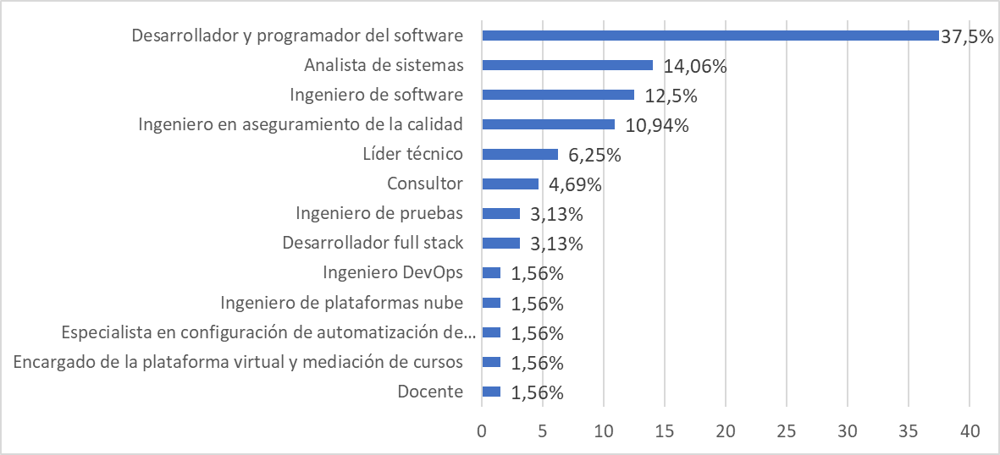 Desarrollador y programador del software 37,5%
Analista de sistemas 14,06%
Ingeniero de software 12,5%
Ingeniero en aseguramiento de la calidad 10,94%
Líder técnico 6,25%
Consultor 4,69%
Ingeniero de pruebas 3,13%
Desarrollador full stack 3,13%
Ingeniero DevOps 1,56%
Ingeniero de plataformas nube 1,56%
Especialista en configuración de automatización de... 1,56%
Encargado de la plataforma virtual y mediación de cursos 1,56%
Docente 1,56%
0 5 10 15 20 25 30 35 40